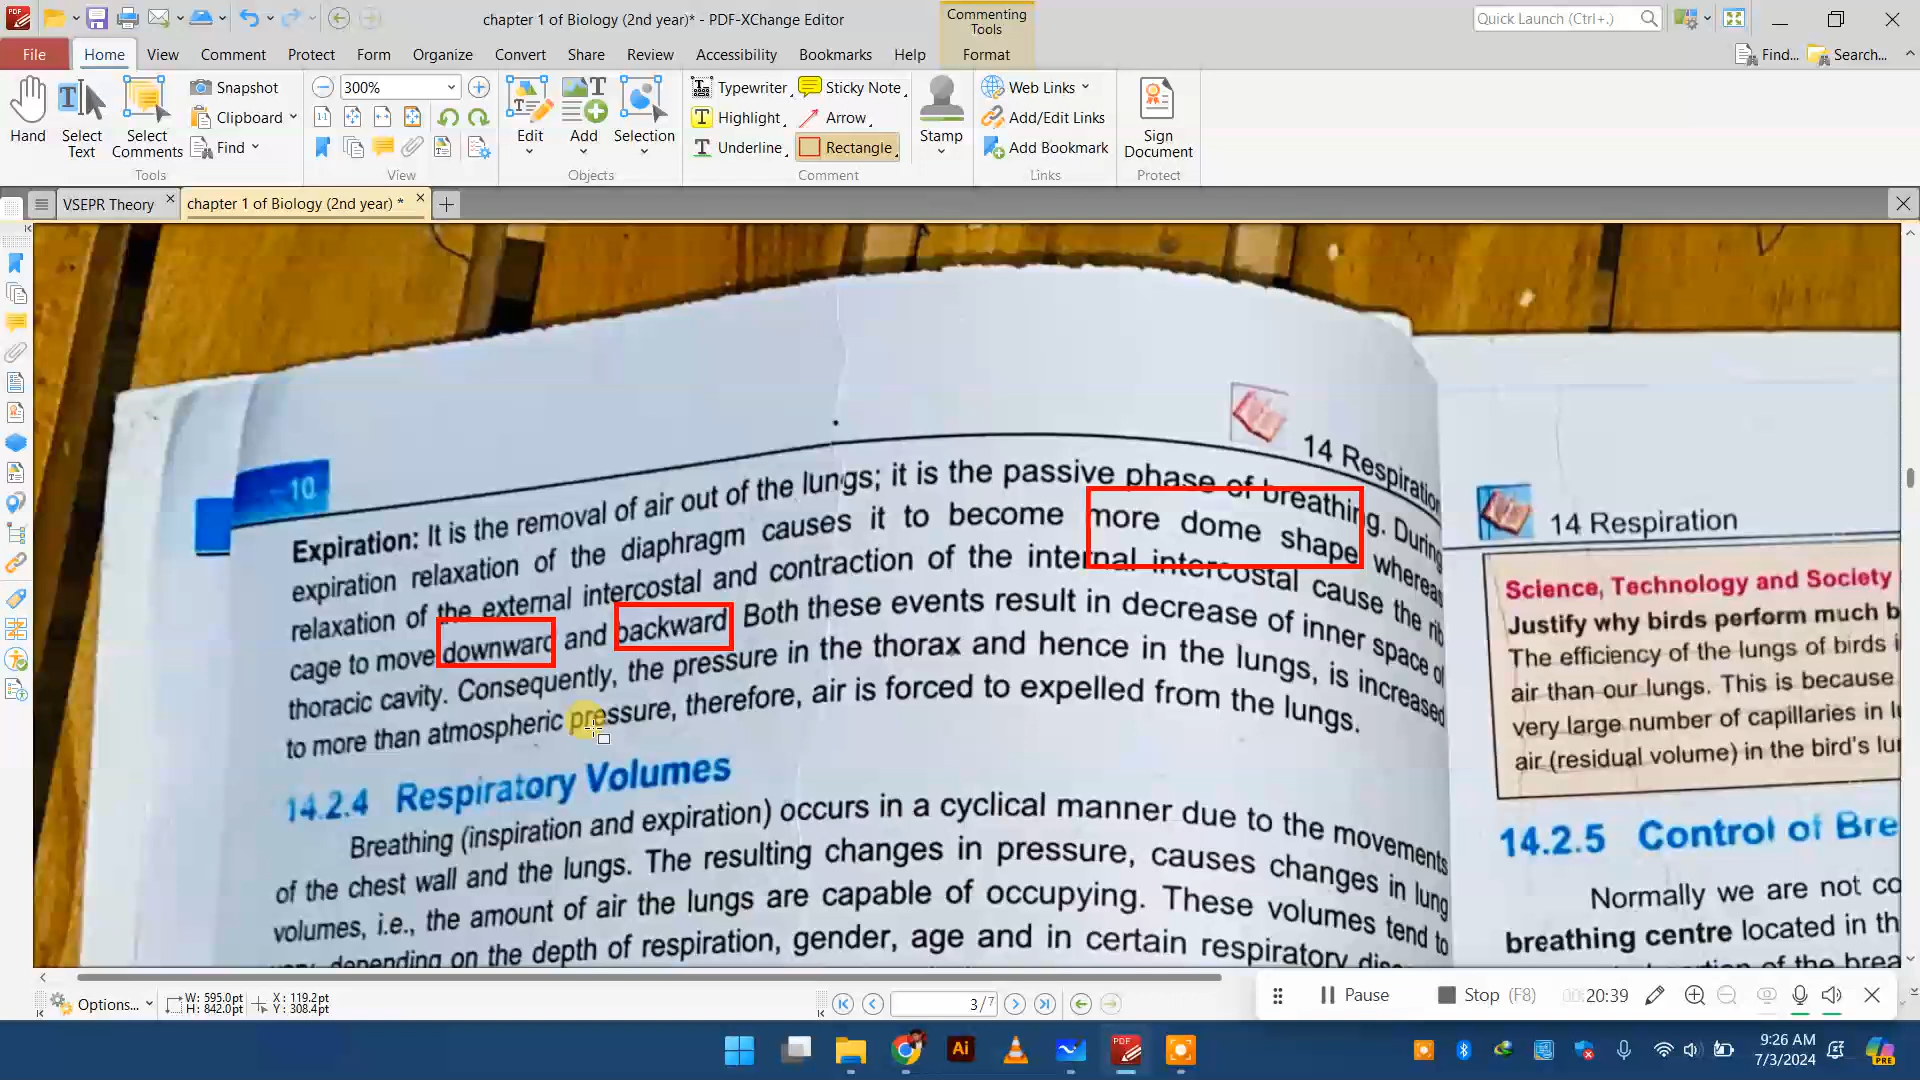 chapter 1 of Biology (2nd year)* - PDF-XChange Editor
Commenting Tools
Quick Launch (Ctrl+.)
File Home View Comment Protect Form Organize Convert Share Review Accessibility Bookmarks Help Format Find... Search...
Hand
Select Text
Select Comments
Snapshot
Clipboard
Find
Tools
300%
View
Edit
Add
Selection
Objects
Typewriter
Sticky Note
Highlight
Arrow
Underline
Rectangle
Stamp
Comment
Web Links
Add/Edit Links
Add Bookmark
Links
Sign Document
Protect
VSEPR Theory
chapter 1 of Biology (2nd year) *
14 Respiration
10
Expiration: It is the removal of air out of the lungs; it is the passive phase of breathing. During
expiration relaxation of the diaphragm causes it to become more dome shape whereas
relaxation of the external intercostal and contraction of the internal intercostal cause the rib
cage to move downward and backward Both these events result in decrease of inner space of
thoracic cavity. Consequently, the pressure in the thorax and hence in the lungs, is increased
to more than atmospheric pressure, therefore, air is forced to expelled from the lungs.
14.2.4 Respiratory Volumes
Breathing (inspiration and expiration) occurs in a cyclical manner due to the movements
of the chest wall and the lungs. The resulting changes in pressure, causes changes in lung
volumes, i.e., the amount of air the lungs are capable of occupying. These volumes tend to
depending on the depth of respiration, gender, age and in certain respiratory
14 Respiration
Science, Technology and Society
Justify why birds perform much b
The efficiency of the lungs of birds i
air than our lungs. This is because
very large number of capillaries in lu
air (residual volume) in the bird's lu
14.2.5 Control of Bre
Normally we are not co
breathing centre located in th
of the brea
Options...
W: 595.0pt
H: 842.0pt
X: 119.2pt
Y: 308.4pt
3 / 7
Pause
Stop (F8)
00:20:39
Ai
PDF
9:26 AM
7/3/2024
PRE